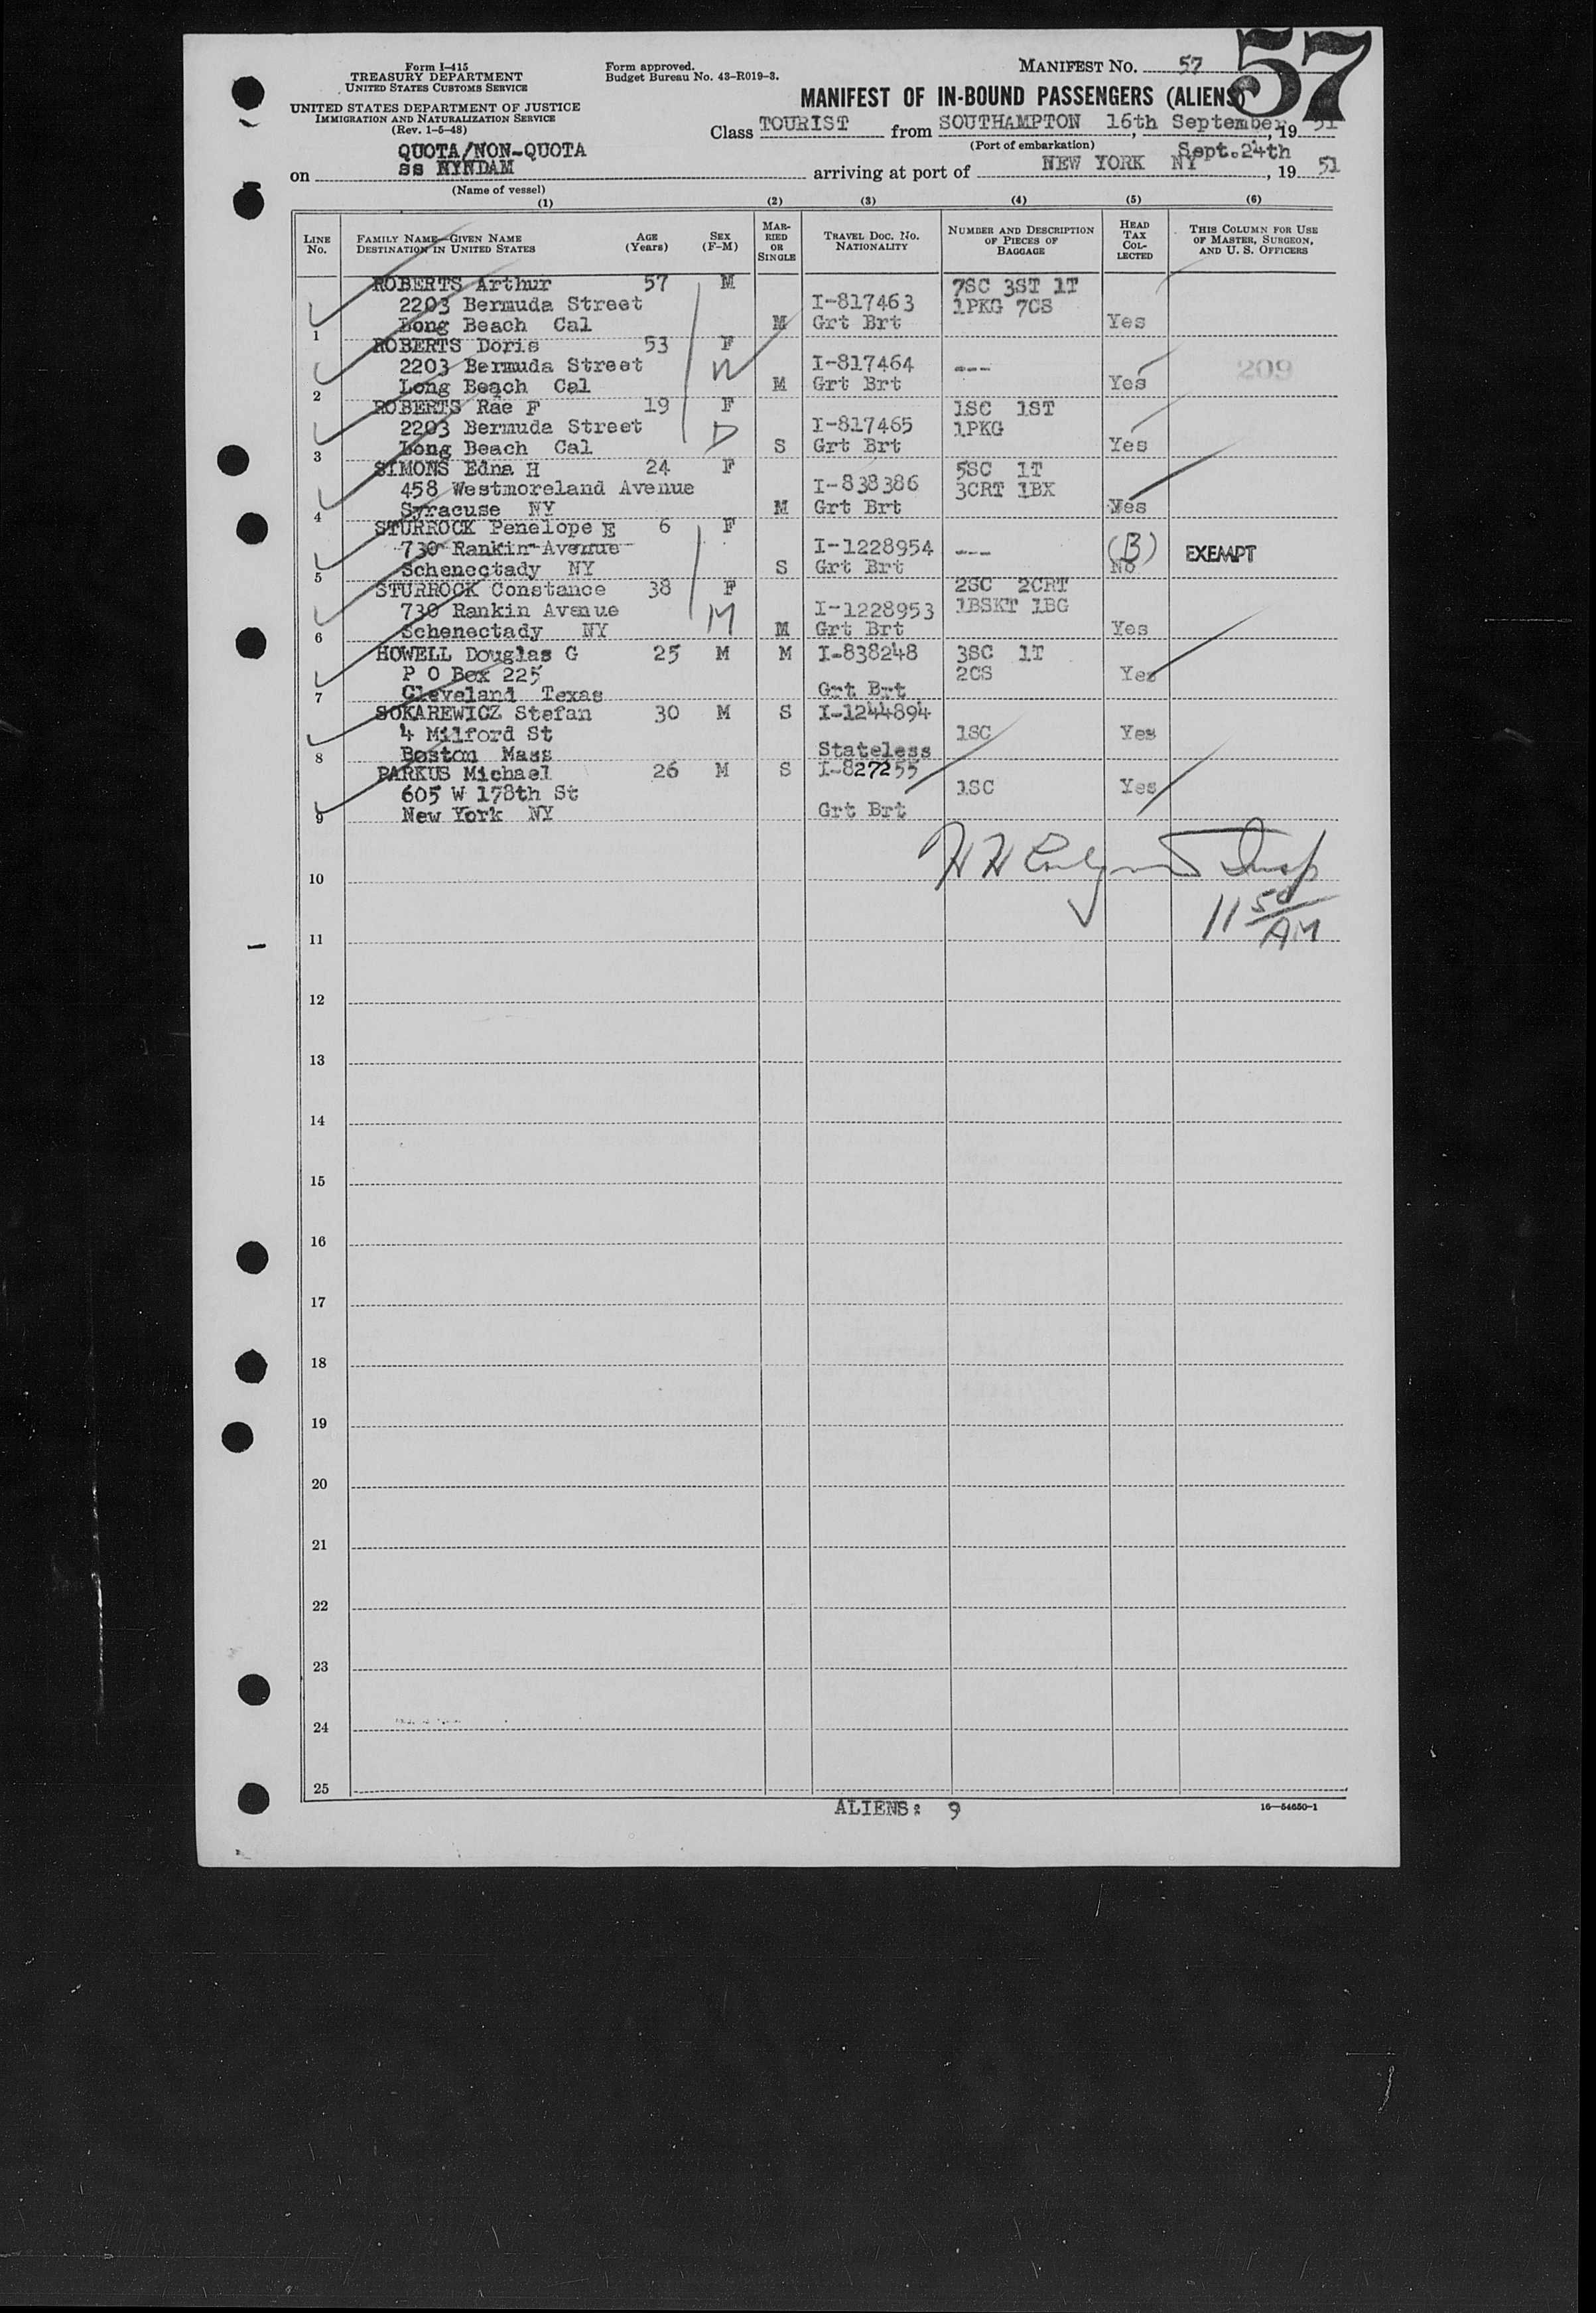 57
Form I-415
TREASURY DEPARTMENT
UNITED STATES CUSTOMS SERVICE
UNITED STATES DEPARTMENT OF JUSTICE
IMMIGRATION AND NATURALIZATION SERVICE
(Rev. 1-5-48)
Form approved.
Budget Bureau No. 43-R019-3.
MANIFEST NO. 57
MANIFEST OF IN-BOUND PASSENGERS (ALIENS)
Class TOURIST from SOUTHAMPTON 16th September, 19 51
(Port of embarkation)
QUOTA/NON-QUOTA
on ss NYNDAM arriving at port of NEW YORK NY Sept.24th, 19 51
(Name of vessel)
(1) (2) (3) (4) (5) (6)
LINE No. FAMILY NAME—GIVEN NAME DESTINATION IN UNITED STATES AGE (Years) SEX (F-M) MARRIED OR SINGLE TRAVEL DOC. NO. NATIONALITY NUMBER AND DESCRIPTION OF PIECES OF BAGGAGE HEAD TAX COLLECTED THIS COLUMN FOR USE OF MASTER, SURGEON, AND U. S. OFFICERS
ROBERTS Arthur 57 M 7SC 3ST 1T
2203 Bermuda Street I-817463 1PKG 7CS
1 Long Beach Cal M Grt Brt Yes
ROBERTS Doris 53 F
2203 Bermuda Street W I-817464 --- 209
2 Long Beach Cal M Grt Brt Yes
ROBERTS Rae F 19 F 1SC 1ST
2203 Bermuda Street D I-817465 1PKG
3 Long Beach Cal S Grt Brt Yes
SIMONS Edna H 24 F 5SC 1T
458 Westmoreland Avenue I-838386 3CRT 1BX
4 Syracuse NY M Grt Brt Yes
STURROCK Penelope E 6 F
730 Rankin Avenue I-1228954 --- (B) EXEMPT
5 Schenectady NY S Grt Brt No
STURROCK Constance 38 F 2SC 2CRT
730 Rankin Avenue M I-1228953 1BSKT 1BG
6 Schenectady NY M Grt Brt Yes
HOWELL Douglas G 25 M M I-838248 3SC 1T
P O Box 225 2CS Yes
7 Cleveland Texas Grt Brt
SOKAREWICZ Stefan 30 M S I-1244894
4 Milford St 1SC Yes
8 Boston Mass Stateless
PARKUS Michael 26 M S I-827255
605 W 178th St 1SC Yes
9 New York NY Grt Brt
Insp
10
11 50/AM
11
12
13
14
15
16
17
18
19
20
21
22
23
24
25
ALIENS: 9
16—54650-1